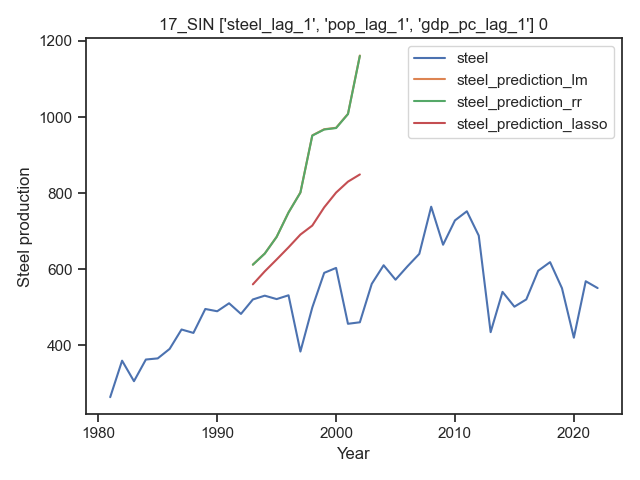 17_SIN ['steel_lag_1', 'pop_lag_1', 'gdp_pc_lag_1'] 0
1200
1000
800
600
400
Steel production
steel
steel_prediction_lm
steel_prediction_rr
steel_prediction_lasso
1980
1990
2000
2010
2020
Year